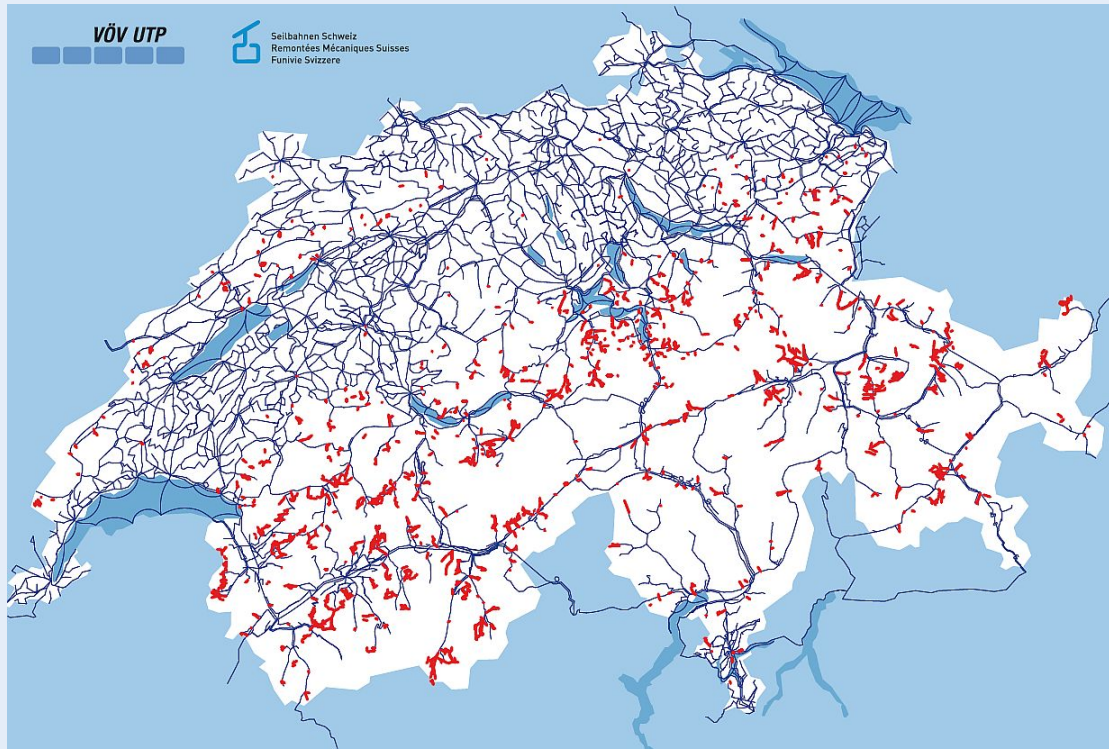 VÖV UTP
Seilbahnen Schweiz
Remontées Mécaniques Suisses
Funivie Svizzere